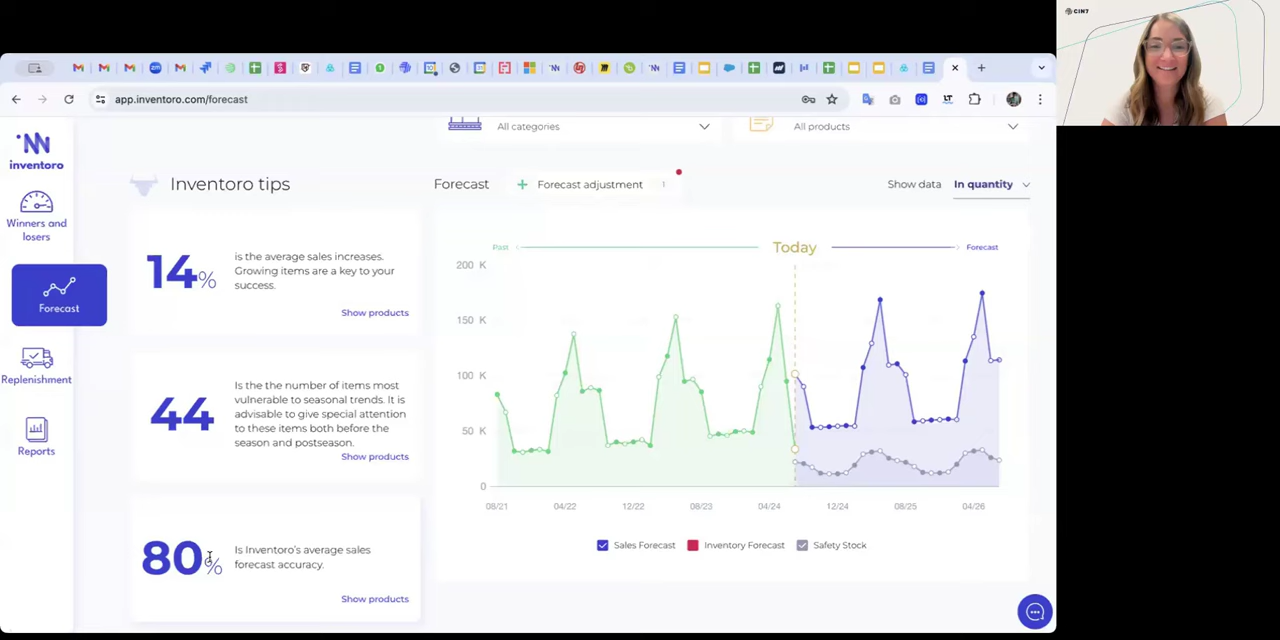 CIN7
app.inventoro.com/forecast
inventoro
Winners and
losers
Forecast
Replenishment
Reports
All categories
All products
Inventoro tips
14%
is the average sales increases.
Growing items are a key to your
success.
Show products
44
Is the the number of items most
vulnerable to seasonal trends. It is
advisable to give special attention
to these items both before the
season and postseason.
Show products
80%
Is Inventoro's average sales
forecast accuracy.
Show products
Forecast
+ Forecast adjustment 1
Show data In quantity
Past
Today
Forecast
200 K
150 K
100 K
50 K
0
08/21 04/22 12/22 08/23 04/24 12/24 08/25 04/26
Sales Forecast Inventory Forecast Safety Stock